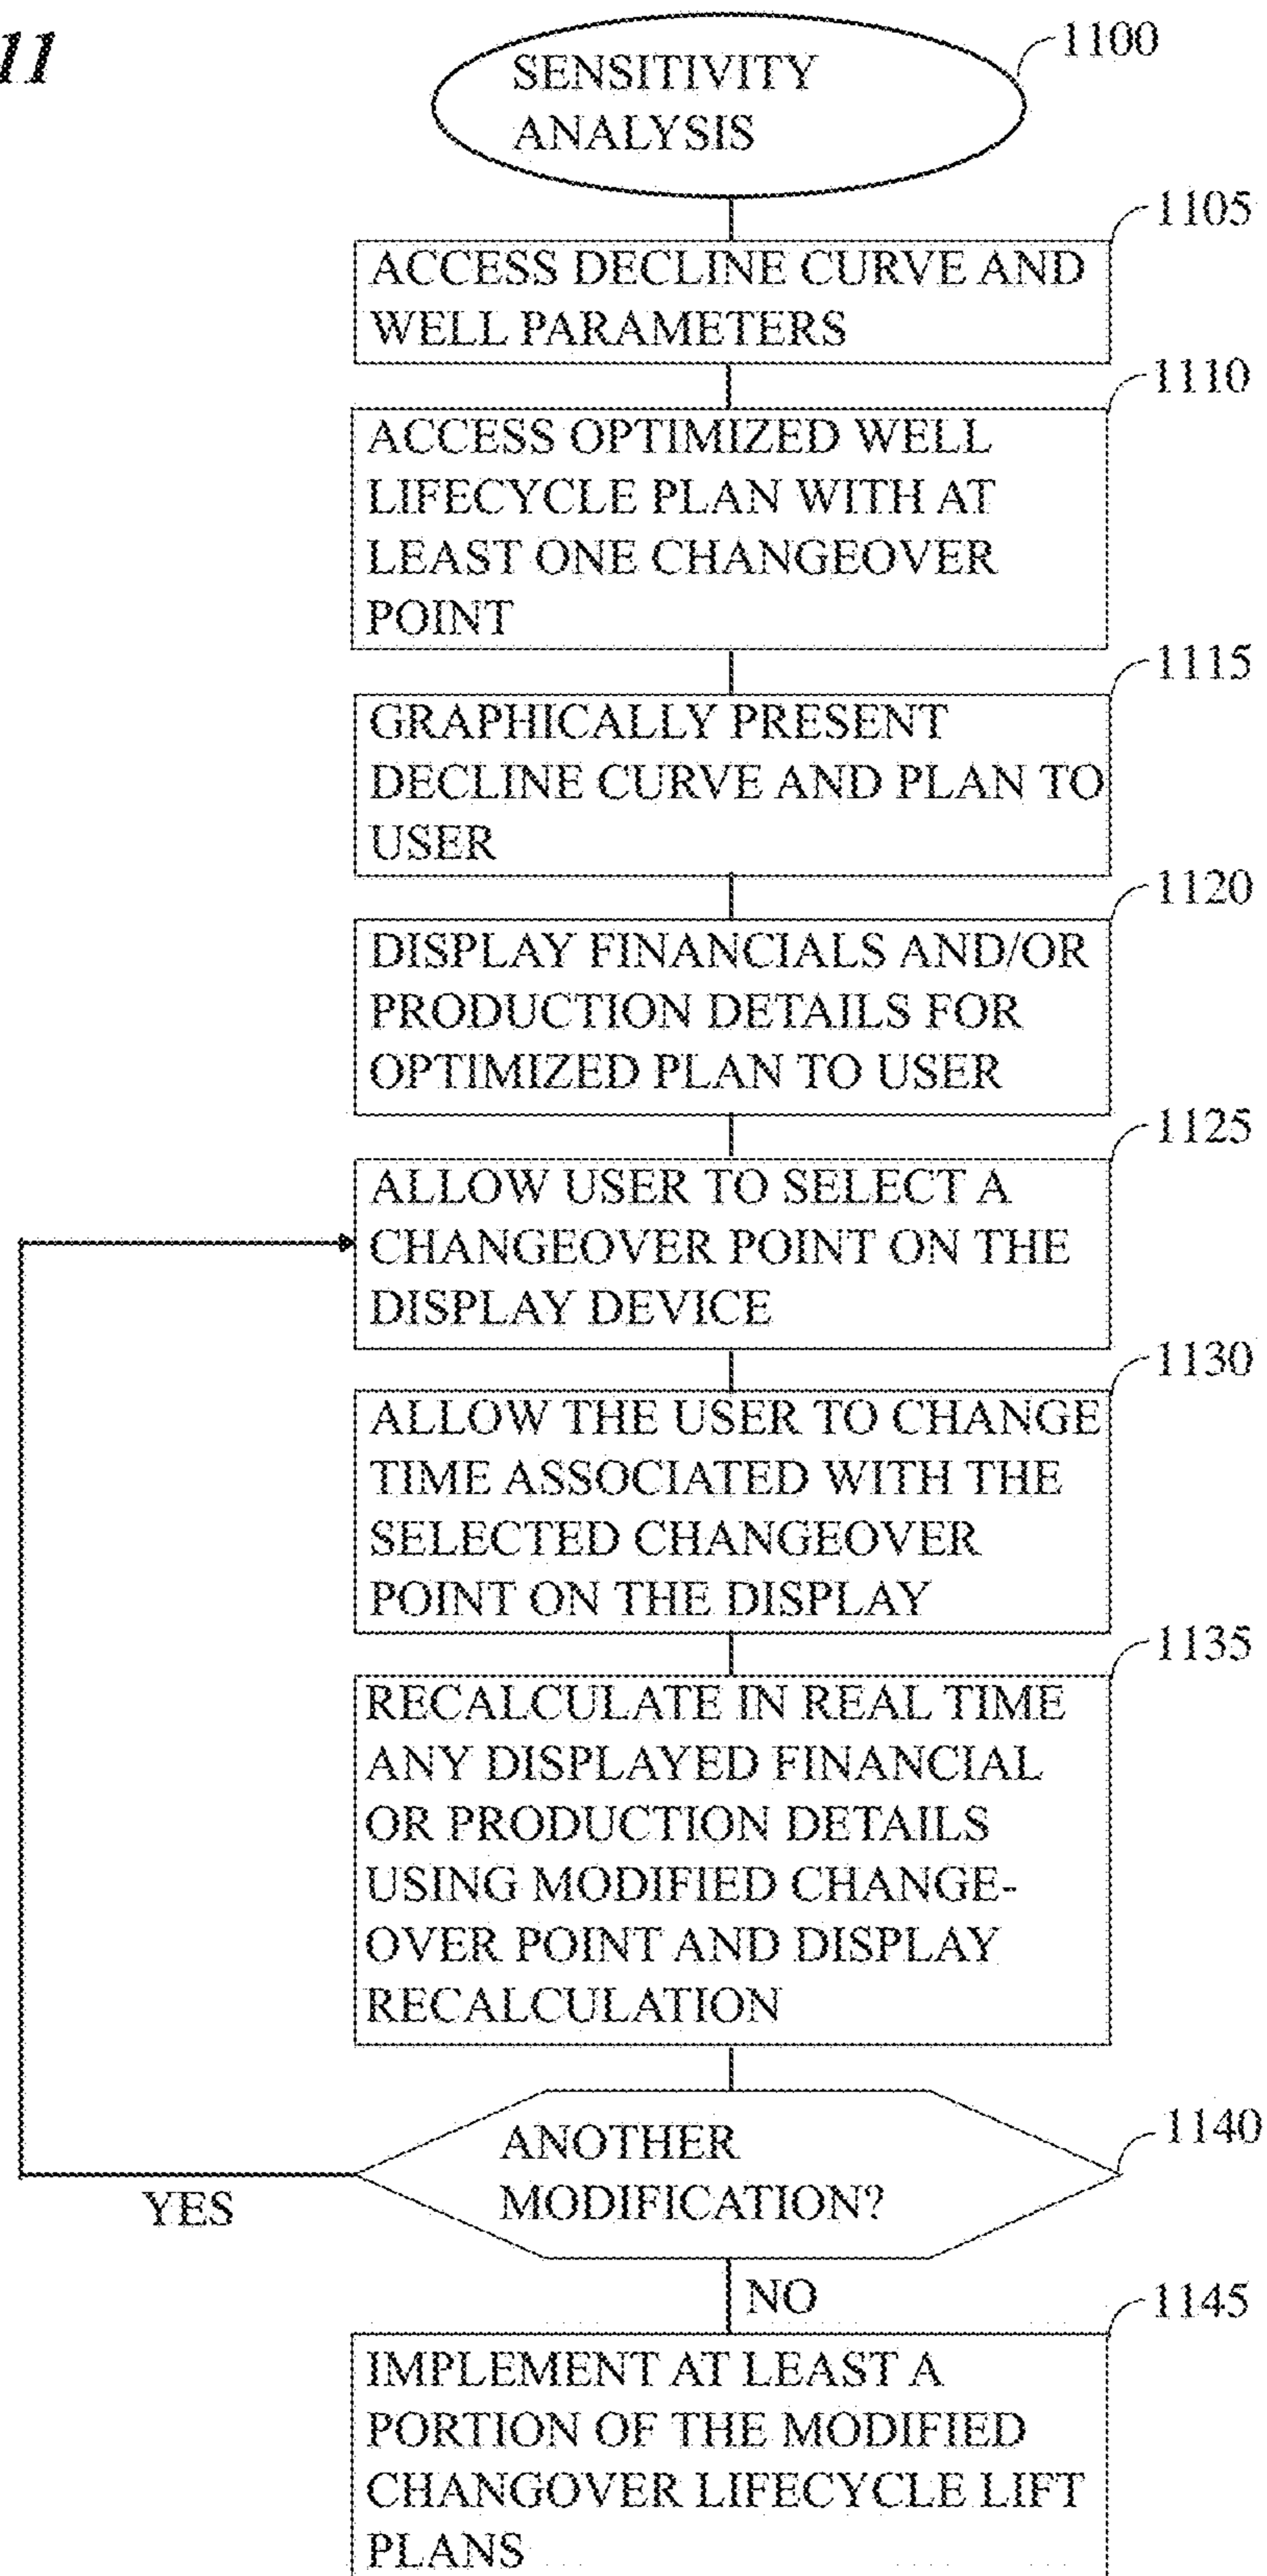 11
SENSITIVITY
ANALYSIS
1100
1105
ACCESS DECLINE CURVE AND
WELL PARAMETERS
1110
ACCESS OPTIMIZED WELL
LIFECYCLE PLAN WITH AT
LEAST ONE CHANGEOVER
POINT
1115
GRAPHICALLY PRESENT
DECLINE CURVE AND PLAN TO
USER
1120
DISPLAY FINANCIALS AND/OR
PRODUCTION DETAILS FOR
OPTIMIZED PLAN TO USER
1125
ALLOW USER TO SELECT A
CHANGEOVER POINT ON THE
DISPLAY DEVICE
1130
ALLOW THE USER TO CHANGE
TIME ASSOCIATED WITH THE
SELECTED CHANGEOVER
POINT ON THE DISPLAY
1135
RECALCULATE IN REAL TIME
ANY DISPLAYED FINANCIAL
OR PRODUCTION DETAILS
USING MODIFIED CHANGE-
OVER POINT AND DISPLAY
RECALCULATION
1140
ANOTHER
MODIFICATION?
YES
NO
1145
IMPLEMENT AT LEAST A
PORTION OF THE MODIFIED
CHANGOVER LIFECYCLE LIFT
PLANS